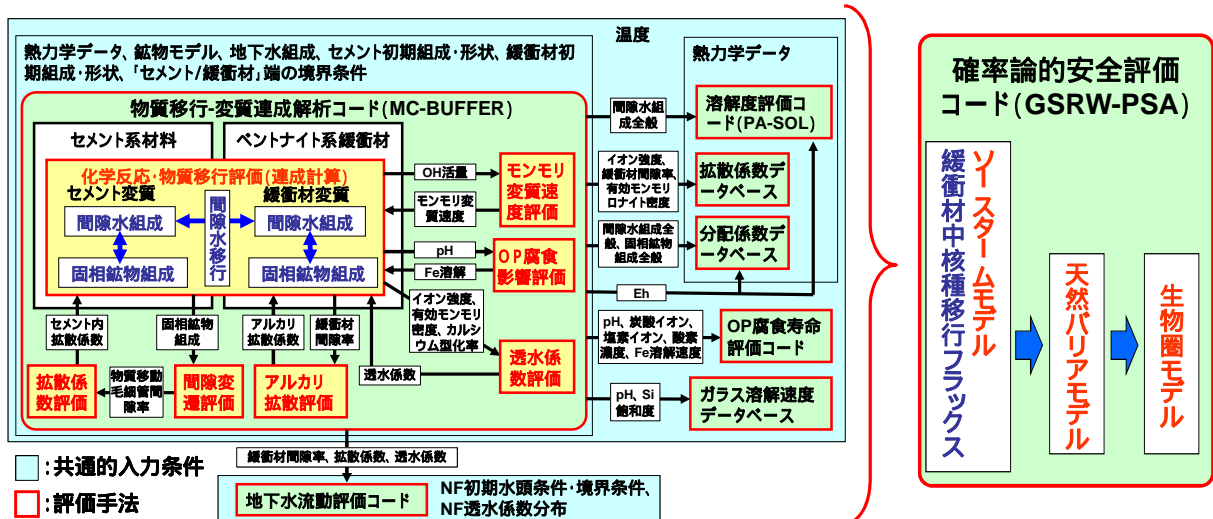 温度
熱力学データ、鉱物モデル、地下水組成、セメント初期組成・形状、緩衝材初
期組成・形状、「セメント/緩衝材」端の境界条件
物質移行-変質連成解析コード(MC-BUFFER)
セメント系材料
ベントナイト系緩衝材
化学反応・物質移行評価(連成計算)
セメント変質
緩衝材変質
間隙水組成
間隙水移行
間隙水組成
固相鉱物組成
固相鉱物組成
OH活量
モンモリ変
質速度
モンモリ
変質速
度評価
pH
Fe溶解
OP腐食
影響評価
イオン強度、
有効モンモリ
密度、カルシ
ウム型化率
透水係数
透水係
数評価
セメント内
拡散係数
固相鉱物
組成
アルカリ
拡散係数
緩衝材
間隙率
拡散係
数評価
物質移動
毛細管間
隙率
間隙変
遷評価
アルカリ
拡散評価
熱力学データ
間隙水組
成全般
溶解度評価コ
ード(PA-SOL)
イオン強度、
緩衝材間隙率、
有効モンモリ
ロナイト密度
拡散係数デ
ータベース
間隙水組成全
般、固相鉱物
組成全般
分配係数デ
ータベース
Eh
pH、炭酸イオン、
塩素イオン、酸素
濃度、Fe溶解速度
OP腐食寿命
評価コード
pH、Si
飽和度
ガラス溶解速度
データベース
緩衝材間隙率、拡散係数、透水係数
地下水流動評価コード
NF初期水頭条件・境界条件、
NF透水係数分布
:共通的入力条件
:評価手法
確率論的安全評価
コード(GSRW-PSA)
ソースタームモデル
緩衝材中核種移行フラックス
天然バリアモデル
生物圏モデル